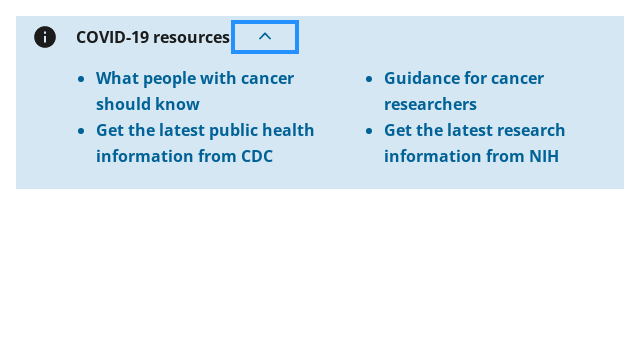 COVID-19 resources
What people with cancer
should know
Get the latest public health
information from CDC
Guidance for cancer
researchers
Get the latest research
information from NIH